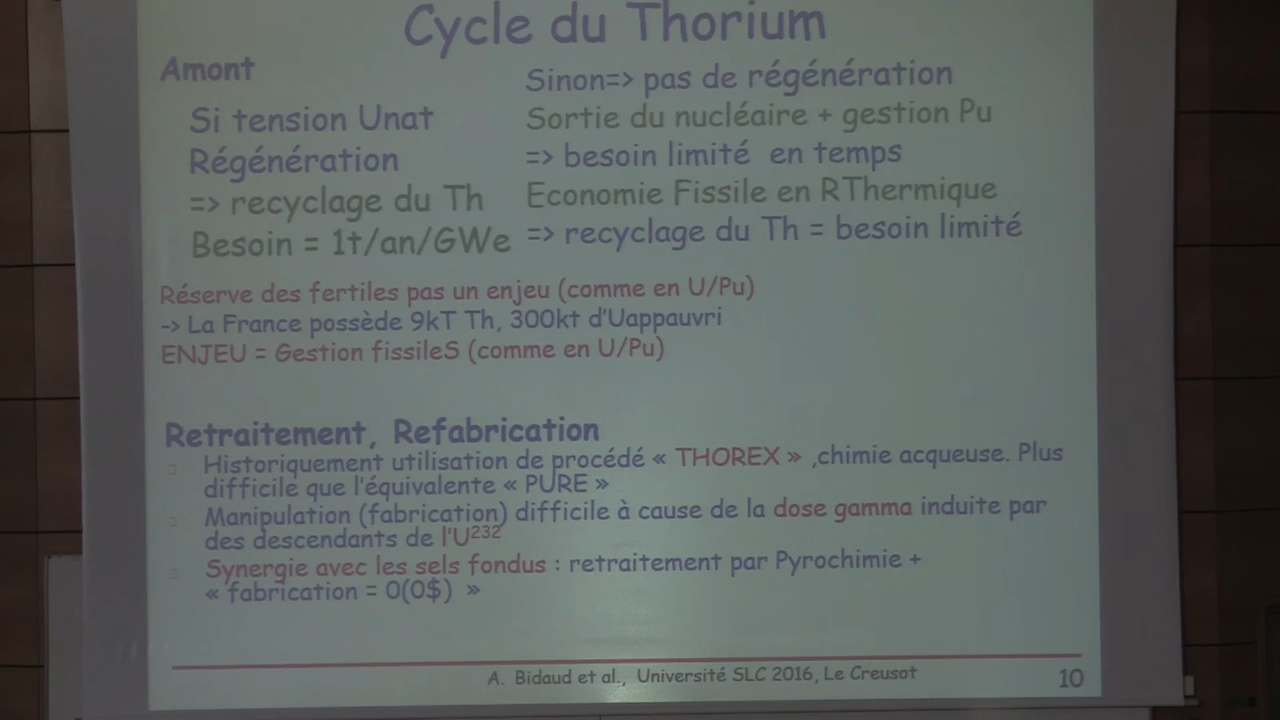 Cycle du Thorium
Amont
Si tension Unat
Régénération
=> recyclage du Th
Besoin = 1t/an/GWe
Sinon=> pas de régénération
Sortie du nucléaire + gestion Pu
=> besoin limité en temps
Economie Fissile en RThermique
=> recyclage du Th = besoin limité
Réserve des fertiles pas un enjeu (comme en U/Pu)
-> La France possède 9kT Th, 300kt d'Uappauvri
ENJEU = Gestion fissileS (comme en U/Pu)
Retraitement, Refabrication
Historiquement utilisation de procédé « THOREX » ,chimie acqueuse. Plus
difficile que l'équivalente « PURE »
Manipulation (fabrication) difficile à cause de la dose gamma induite par
des descendants de l'U232
Synergie avec les sels fondus : retraitement par Pyrochimie +
« fabrication = 0(0$) »
A. Bidaud et al., Université SLC 2016, Le Creusot
10